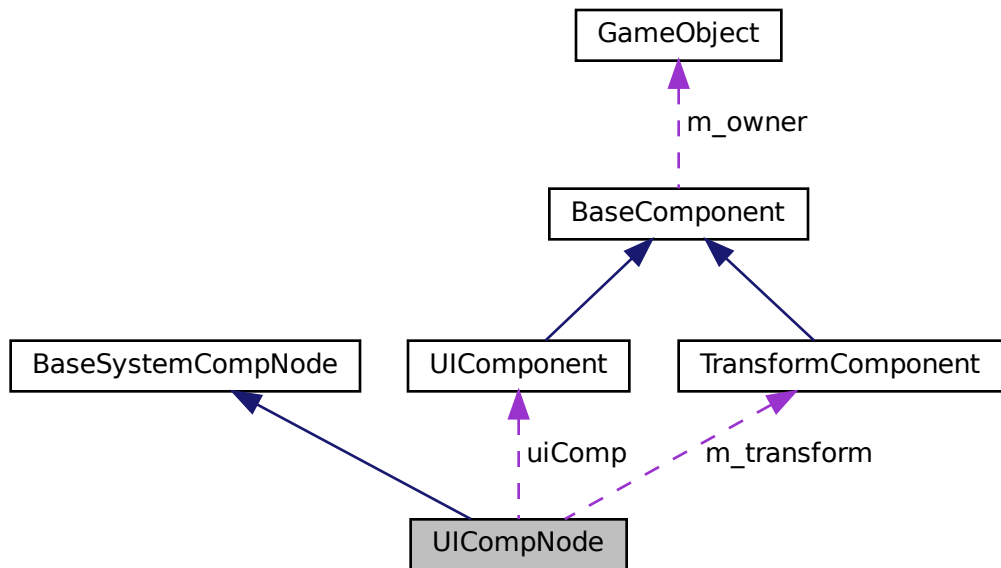 GameObject
m_owner
BaseComponent
BaseSystemCompNode
UIComponent
TransformComponent
uiComp
m_transform
UICompNode